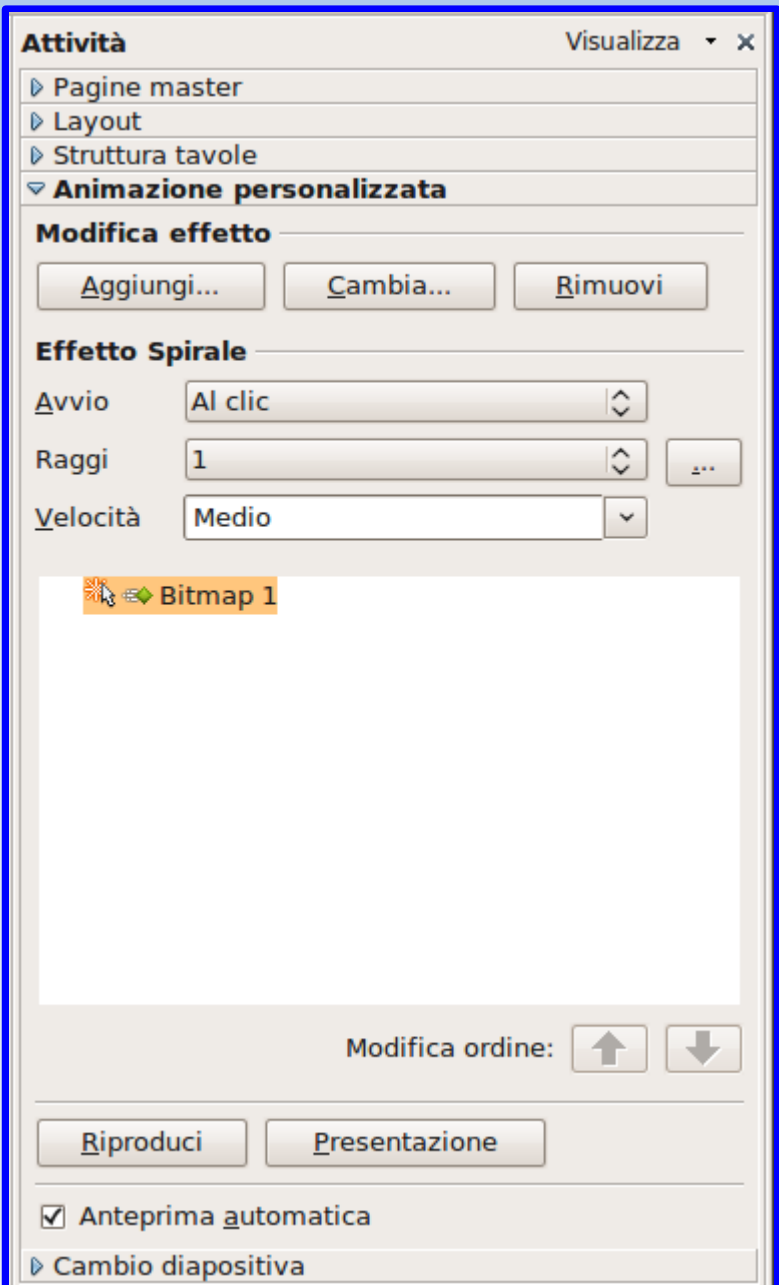 Attività Visualizza
Pagine master
Layout
Struttura tavole
Animazione personalizzata
Modifica effetto
Aggiungi... Cambia... Rimuovi
Effetto Spirale
Avvio Al clic
Raggi 1 ...
Velocità Medio
Bitmap 1
Modifica ordine:
Riproduci Presentazione
Anteprima automatica
Cambio diapositiva